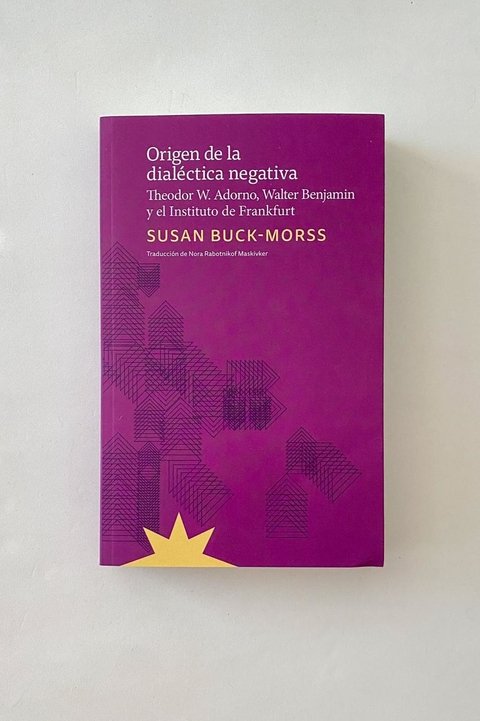 Origen de la
dialéctica negativa
Theodor W. Adorno, Walter Benjamin
y el Instituto de Frankfurt
SUSAN BUCK-MORSS
Traducción de Nora Rabotnikof Maskivker